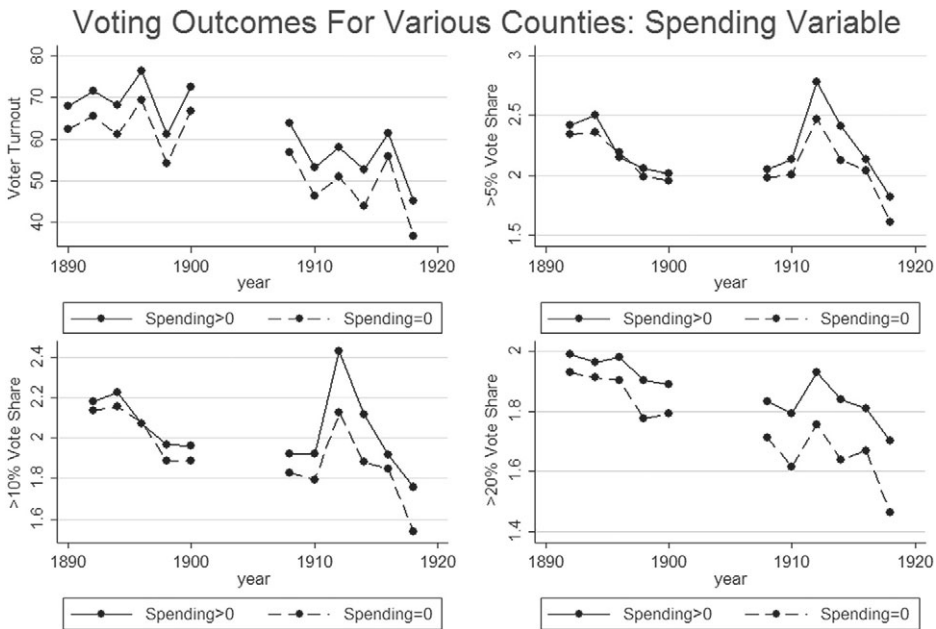 Voting Outcomes For Various Counties: Spending Variable
Voter Turnout
80
70
60
50
40
1890 1900 1910 1920
year
Spending>0 Spending=0
>5% Vote Share
3
2.5
2
1.5
1890 1900 1910 1920
year
Spending>0 Spending=0
>10% Vote Share
2.4
2.2
2
1.8
1.6
1890 1900 1910 1920
year
Spending>0 Spending=0
>20% Vote Share
2
1.8
1.6
1.4
1890 1900 1910 1920
year
Spending>0 Spending=0